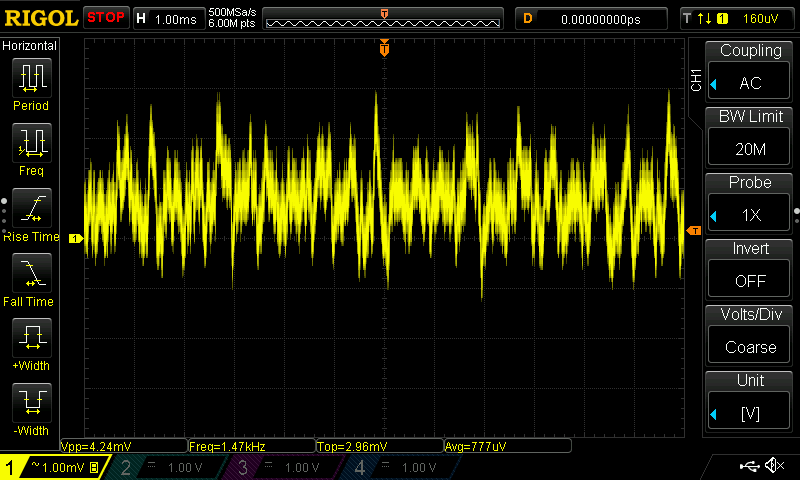 RIGOL STOP H 1.00ms 500MSa/s 6.00M pts T D 0.00000000ps T 1 160uV
Horizontal
Period
Freq
Rise Time
Fall Time
+Width
-Width
T
1
T
CH1
Coupling
AC
BW Limit
20M
Probe
1X
Invert
OFF
Volts/Div
Coarse
Unit
[V]
Vpp=4.24mV Freq=1.47kHz Top=2.96mV Avg=777uV
1 ~ 1.00mV B 2 1.00 V 3 1.00 V 4 1.00 V